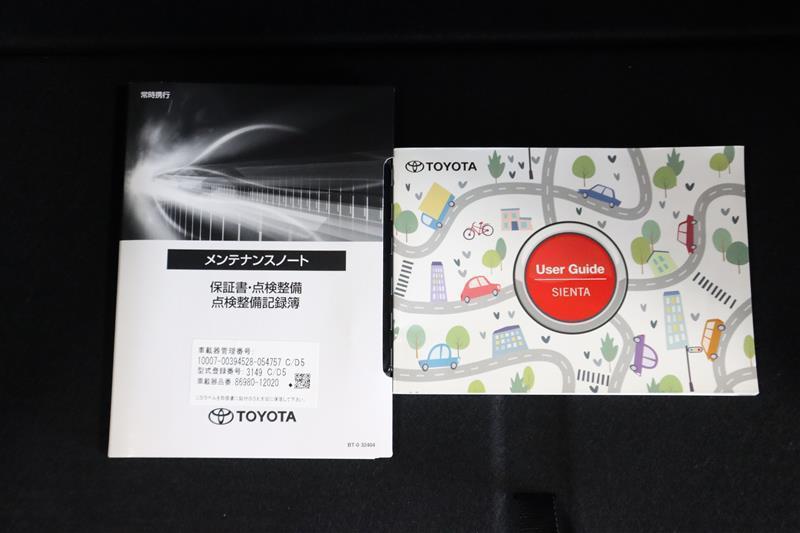 常時携行
メンテナンスノート
保証書・点検整備
点検整備記録簿
車載器管理番号:
10007-00394528-054757 C/D5
型式登録番号: 3149 C/D5
車載器品番: 86980-12020
TOYOTA
BT-0 32404
TOYOTA
User Guide
SIENTA